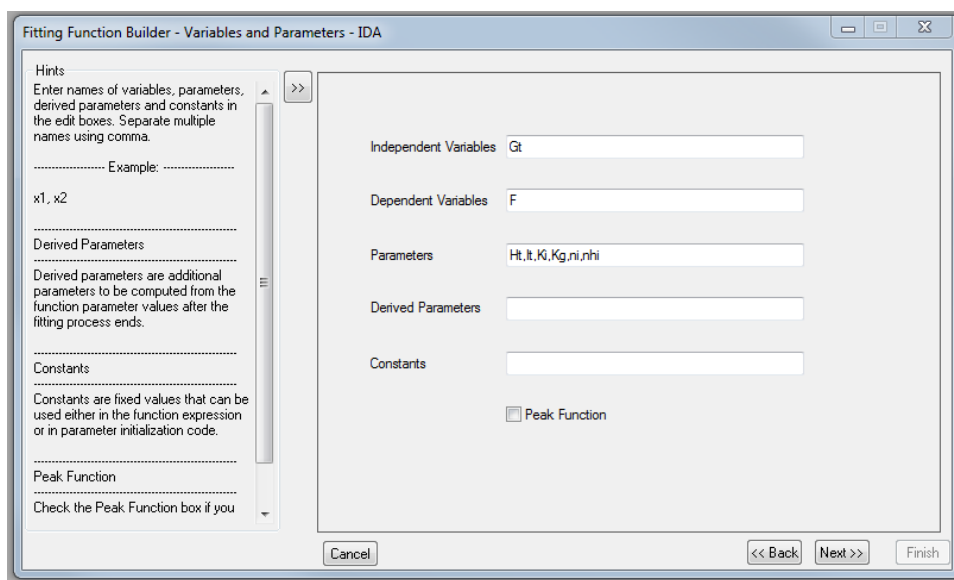 Fitting Function Builder - Variables and Parameters - IDA
Hints
Enter names of variables, parameters,
derived parameters and constants in
the edit boxes. Separate multiple
names using comma.
------------------- Example: -------------------
x1, x2
------------------------------------------------
Derived Parameters
------------------------------------------------
Derived parameters are additional
parameters to be computed from the
function parameter values after the
fitting process ends.
------------------------------------------------
Constants
------------------------------------------------
Constants are fixed values that can be
used either in the function expression
or in parameter initialization code.
------------------------------------------------
Peak Function
------------------------------------------------
Check the Peak Function box if you
>>
Independent Variables Gt
Dependent Variables F
Parameters Ht,It,Ki,Kg,ni,nhi
Derived Parameters
Constants
Peak Function
Cancel
<< Back
Next >>
Finish